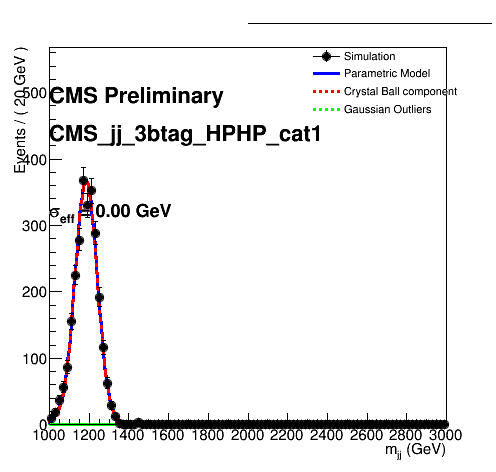 Simulation
Parametric Model
Crystal Ball component
Gaussian Outliers
Events / ( 20 GeV )
CMS Preliminary
CMS_jj_3btag_HPHP_cat1
σeff = 0.00 GeV
500
400
300
200
100
0
1000 1200 1400 1600 1800 2000 2200 2400 2600 2800 3000
mjj (GeV)